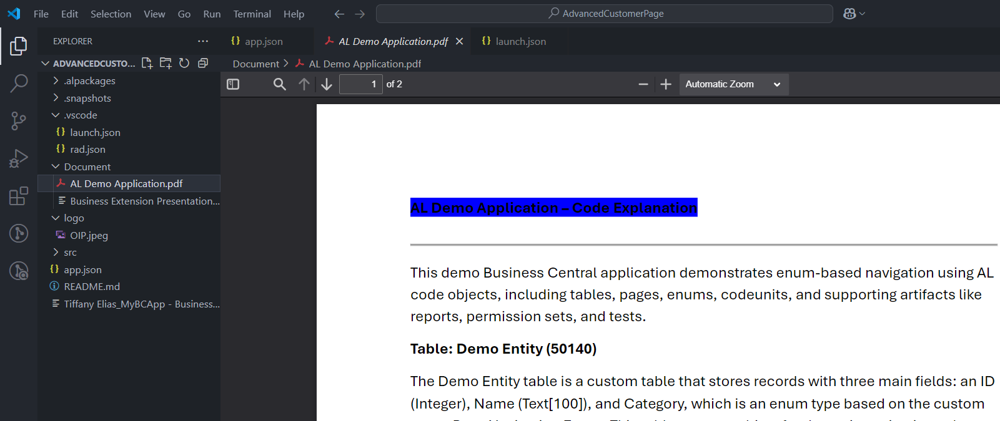 File Edit Selection View Go Run Terminal Help
AdvancedCustomerPage
EXPLORER
ADVANCEDCUSTO...
.alpackages
.snapshots
.vscode
launch.json
rad.json
Document
AL Demo Application.pdf
Business Extension Presentation...
logo
OIP.jpeg
src
app.json
README.md
Tiffany Elias_MyBCApp - Business...
app.json AL Demo Application.pdf launch.json
Document > AL Demo Application.pdf
1 of 2 Automatic Zoom
AL Demo Application – Code Explanation
This demo Business Central application demonstrates enum-based navigation using AL
code objects, including tables, pages, enums, codeunits, and supporting artifacts like
reports, permission sets, and tests.
Table: Demo Entity (50140)
The Demo Entity table is a custom table that stores records with three main fields: an ID
(Integer), Name (Text[100]), and Category, which is an enum type based on the custom